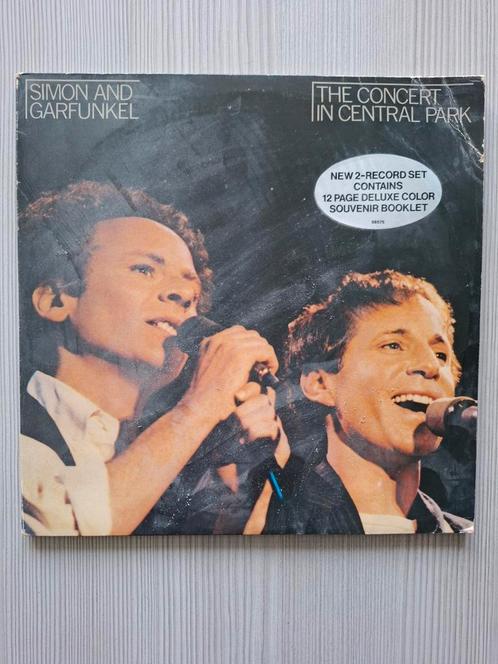 SIMON AND
GARFUNKEL
THE CONCERT
IN CENTRAL PARK
NEW 2-RECORD SET
CONTAINS
12 PAGE DELUXE COLOR
SOUVENIR BOOKLET